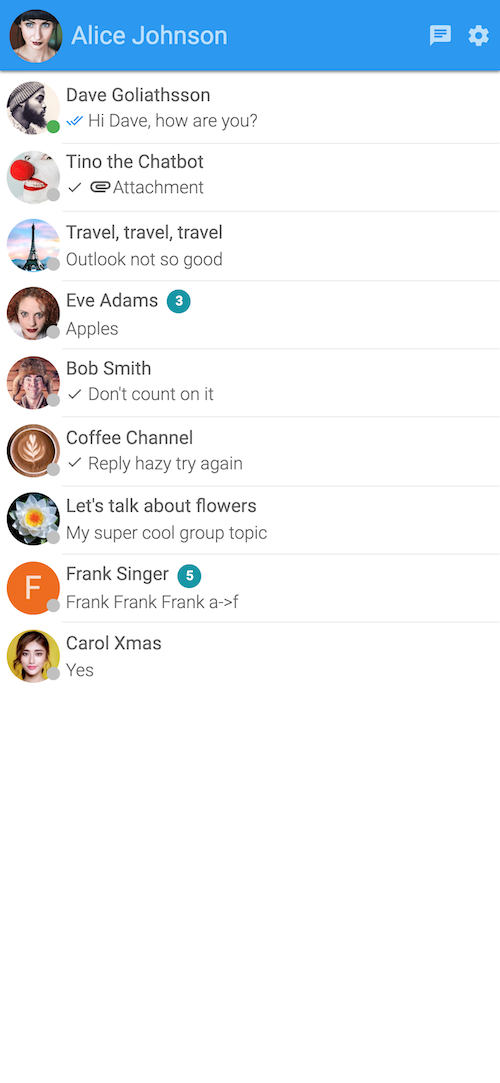 Alice Johnson
Dave Goliathsson
Hi Dave, how are you?
Tino the Chatbot
Attachment
Travel, travel, travel
Outlook not so good
Eve Adams 3
Apples
Bob Smith
Don't count on it
Coffee Channel
Reply hazy try again
Let's talk about flowers
My super cool group topic
F
Frank Singer 5
Frank Frank Frank a->f
Carol Xmas
Yes